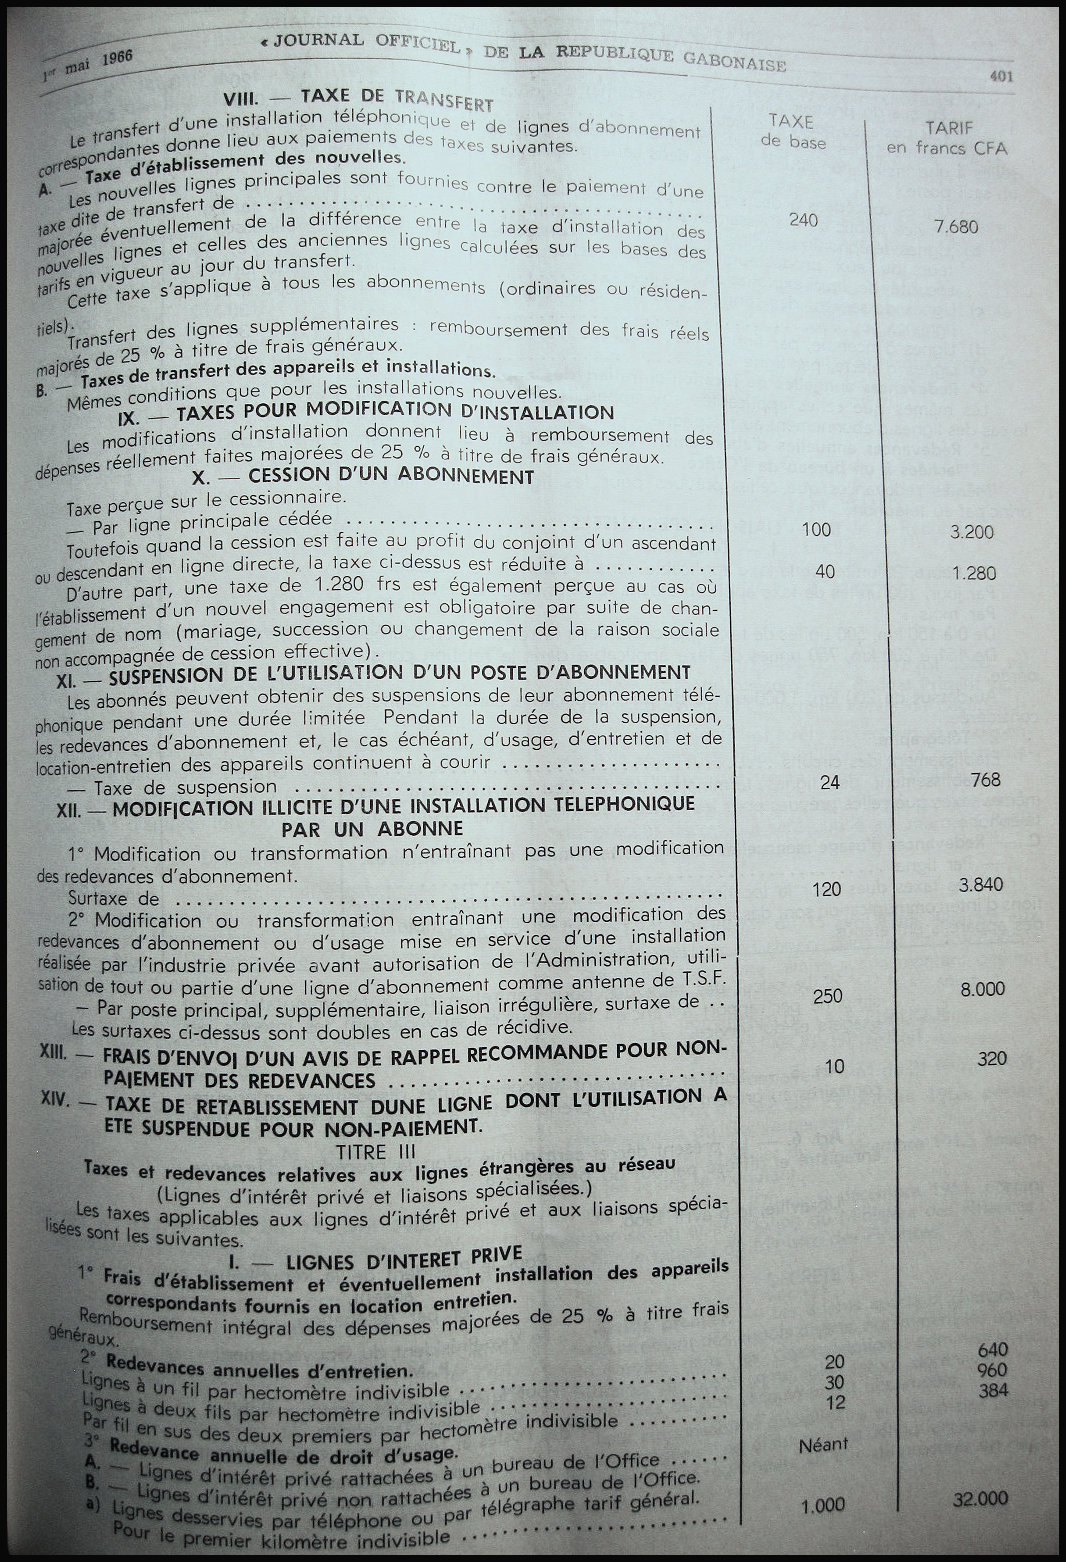 1er mai 1966 « JOURNAL OFFICIEL » DE LA REPUBLIQUE GABONAISE 401
TAXE de base TARIF en francs CFA
VIII. — TAXE DE TRANSFERT
Le transfert d'une installation téléphonique et de lignes d'abonnement
correspondantes donne lieu aux paiements des taxes suivantes.
A. — Taxe d'établissement des nouvelles.
Les nouvelles lignes principales sont fournies contre le paiement d'une
taxe dite de transfert de .......... 240 7.680
majorée éventuellement de la différence entre la taxe d'installation des
nouvelles lignes et celles des anciennes lignes calculées sur les bases des
tarifs en vigueur au jour du transfert.
Cette taxe s'applique à tous les abonnements (ordinaires ou résiden-
tiels).
Transfert des lignes supplémentaires : remboursement des frais réels
majorés de 25 % à titre de frais généraux.
B. — Taxes de transfert des appareils et installations.
Mêmes conditions que pour les installations nouvelles.
IX. — TAXES POUR MODIFICATION D'INSTALLATION
Les modifications d'installation donnent lieu à remboursement des
dépenses réellement faites majorées de 25 % à titre de frais généraux.
X. — CESSION D'UN ABONNEMENT
Taxe perçue sur le cessionnaire.
— Par ligne principale cédée .......... 100 3.200
Toutefois quand la cession est faite au profit du conjoint d'un ascendant
ou descendant en ligne directe, la taxe ci-dessus est réduite à .......... 40 1.280
D'autre part, une taxe de 1.280 frs est également perçue au cas où
l'établissement d'un nouvel engagement est obligatoire par suite de chan-
gement de nom (mariage, succession ou changement de la raison sociale
non accompagnée de cession effective).
XI. — SUSPENSION DE L'UTILISATION D'UN POSTE D'ABONNEMENT
Les abonnés peuvent obtenir des suspensions de leur abonnement télé-
phonique pendant une durée limitée Pendant la durée de la suspension,
les redevances d'abonnement et, le cas échéant, d'usage, d'entretien et de
location-entretien des appareils continuent à courir ..........
— Taxe de suspension .......... 24 768
XII. — MODIFICATION ILLICITE D'UNE INSTALLATION TELEPHONIQUE
PAR UN ABONNE
1° Modification ou transformation n'entraînant pas une modification
des redevances d'abonnement.
Surtaxe de .......... 120 3.840
2° Modification ou transformation entraînant une modification des
redevances d'abonnement ou d'usage mise en service d'une installation
réalisée par l'industrie privée avant autorisation de l'Administration, utili-
sation de tout ou partie d'une ligne d'abonnement comme antenne de T.S.F.
— Par poste principal, supplémentaire, liaison irrégulière, surtaxe de .. 250 8.000
Les surtaxes ci-dessus sont doubles en cas de récidive.
XIII. — FRAIS D'ENVOI D'UN AVIS DE RAPPEL RECOMMANDE POUR NON-
PAIEMENT DES REDEVANCES .......... 10 320
XIV. — TAXE DE RETABLISSEMENT DUNE LIGNE DONT L'UTILISATION A
ETE SUSPENDUE POUR NON-PAIEMENT.
TITRE III
Taxes et redevances relatives aux lignes étrangères au réseau
(Lignes d'intérêt privé et liaisons spécialisées.)
Les taxes applicables aux lignes d'intérêt privé et aux liaisons spécia-
lisées sont les suivantes.
I. — LIGNES D'INTERET PRIVE
1° Frais d'établissement et éventuellement installation des appareils
correspondants fournis en location entretien.
Remboursement intégral des dépenses majorées de 25 % à titre frais
généraux.
2° Redevances annuelles d'entretien.
Lignes à un fil par hectomètre indivisible .......... 20 640
Lignes à deux fils par hectomètre indivisible .......... 30 960
Par fil en sus des deux premiers par hectomètre indivisible .......... 12 384
3° Redevance annuelle de droit d'usage.
A. — Lignes d'intérêt privé rattachées à un bureau de l'Office ...... Néant
B. — Lignes d'intérêt privé non rattachées à un bureau de l'Office.
a) Lignes desservies par téléphone ou par télégraphe tarif général.
Pour le premier kilomètre indivisible .......... 1.000 32.000